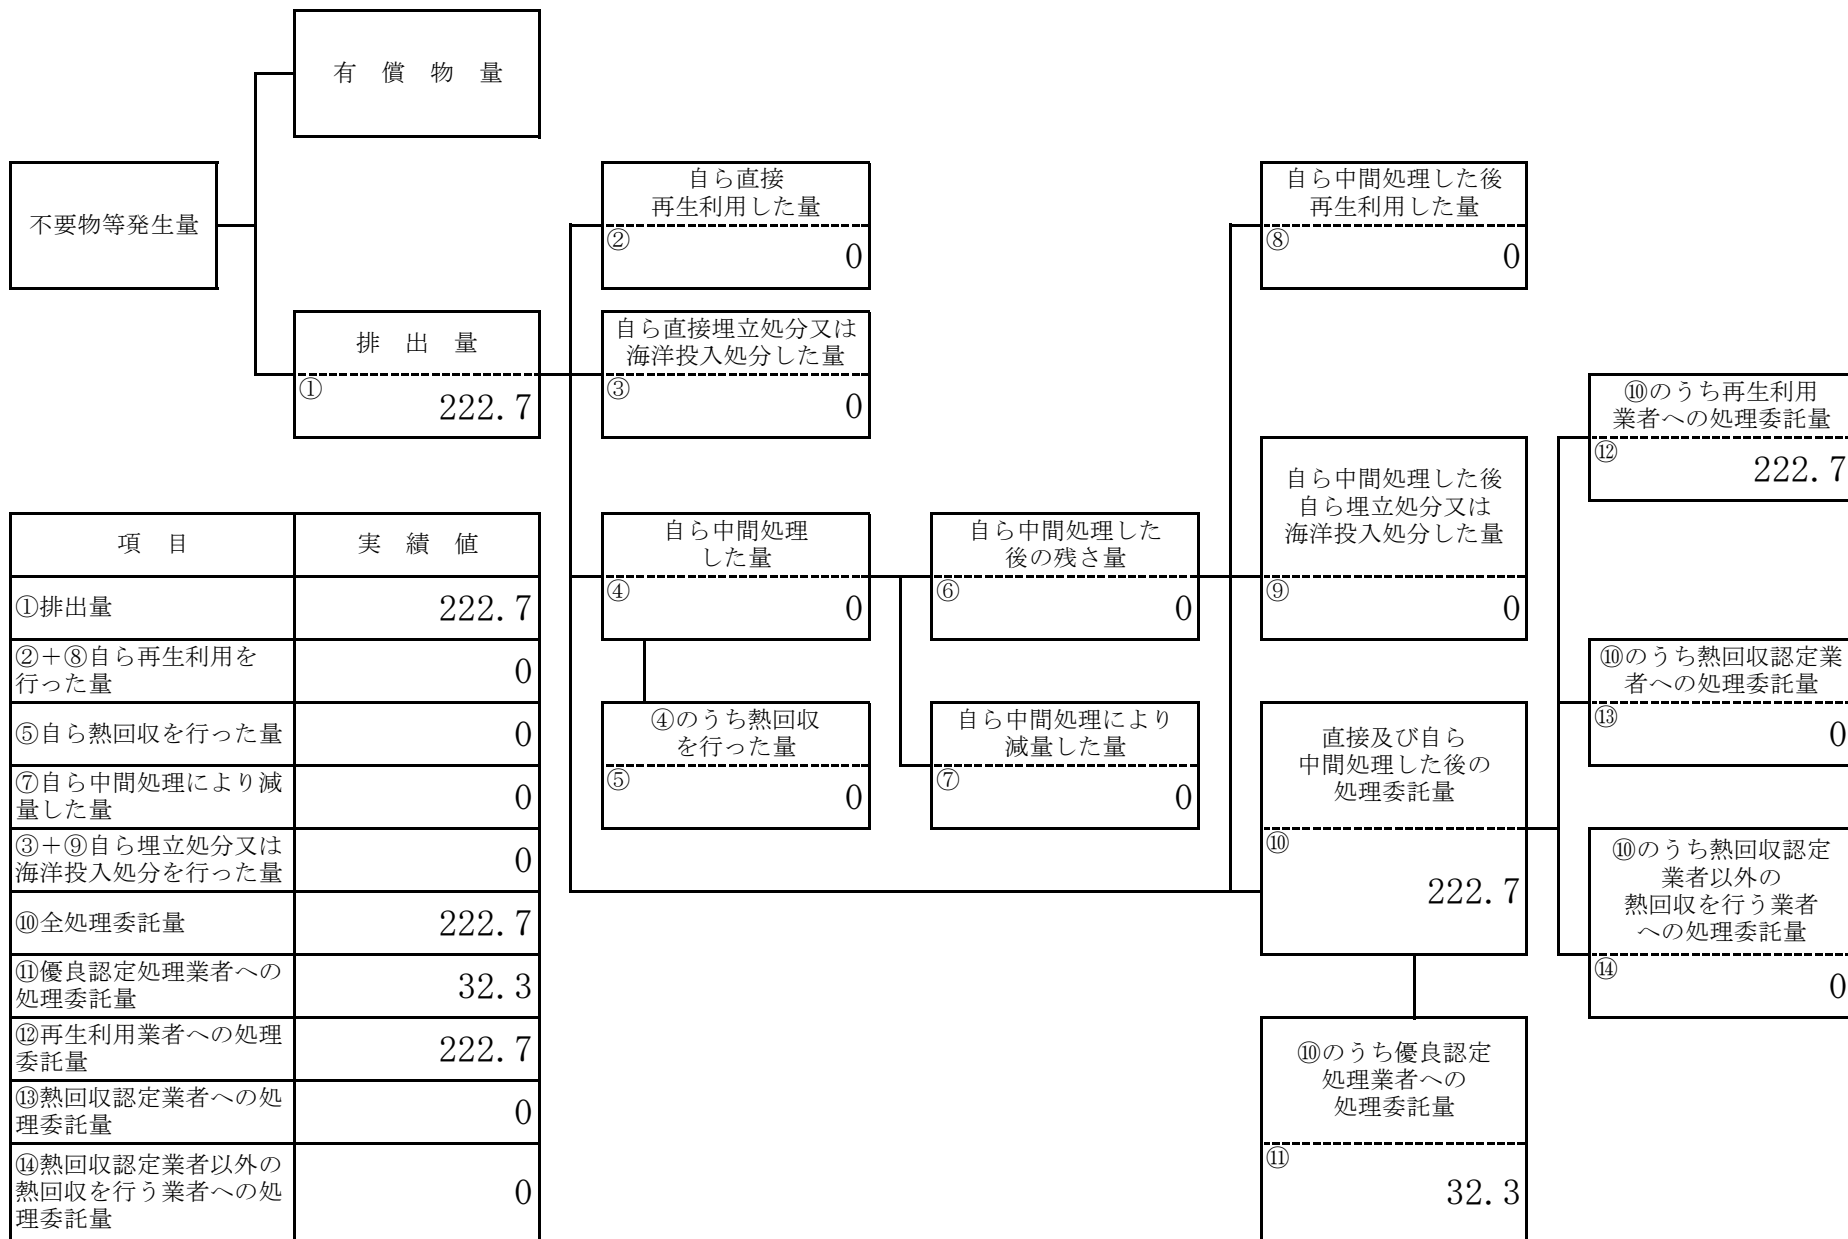 有 償 物 量
不要物等発生量
自ら直接
再生利用した量
②
0
自ら中間処理した後
再生利用した量
⑧
0
排 出 量
①
222.7
自ら直接埋立処分又は
海洋投入処分した量
③
0
⑩のうち再生利用
業者への処理委託量
⑫
222.7
自ら中間処理
した量
④
0
自ら中間処理した
後の残さ量
⑥
0
自ら中間処理した後
自ら埋立処分又は
海洋投入処分した量
⑨
0
⑩のうち熱回収認定業
者への処理委託量
⑬
0
④のうち熱回収
を行った量
⑤
0
自ら中間処理により
減量した量
⑦
0
直接及び自ら
中間処理した後の
処理委託量
⑩
222.7
⑩のうち熱回収認定
業者以外の
熱回収を行う業者
への処理委託量
⑭
0
⑩のうち優良認定
処理業者への
処理委託量
⑪
32.3
項 目
実 績 値
①排出量
222.7
②＋⑧自ら再生利用を
行った量
0
⑤自ら熱回収を行った量
0
⑦自ら中間処理により減
量した量
0
③＋⑨自ら埋立処分又は
海洋投入処分を行った量
0
⑩全処理委託量
222.7
⑪優良認定処理業者への
処理委託量
32.3
⑫再生利用業者への処理
委託量
222.7
⑬熱回収認定業者への処
理委託量
0
⑭熱回収認定業者以外の
熱回収を行う業者への処
理委託量
0